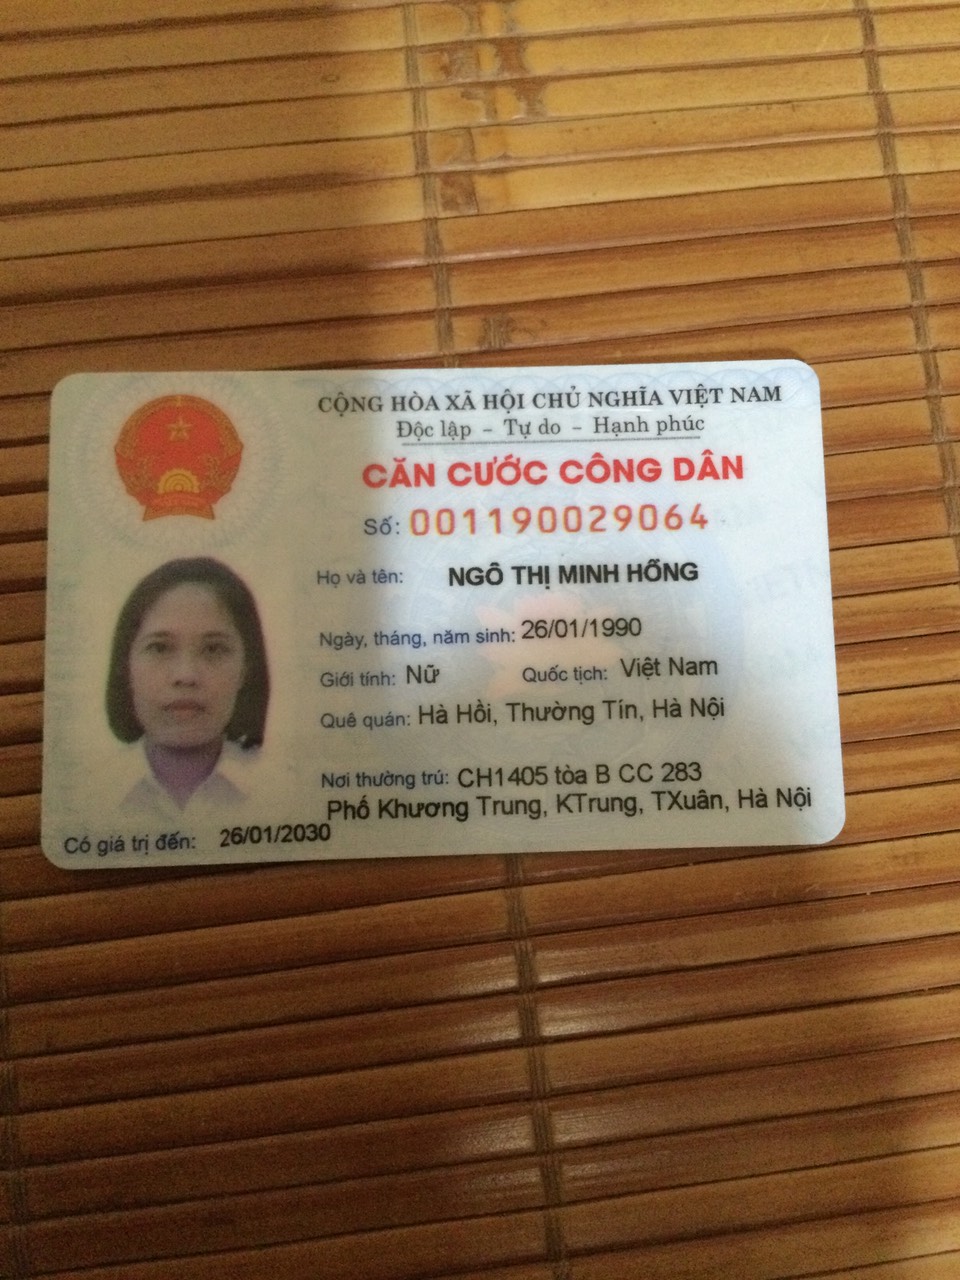 CỘNG HÒA XÃ HỘI CHỦ NGHĨA VIỆT NAM
Độc lập - Tự do - Hạnh phúc
CĂN CƯỚC CÔNG DÂN
Số: 001190029064
Họ và tên: NGÔ THỊ MINH HỒNG
Ngày, tháng, năm sinh: 26/01/1990
Giới tính: Nữ Quốc tịch: Việt Nam
Quê quán: Hà Hồi, Thường Tín, Hà Nội
Nơi thường trú: CH1405 tòa B CC 283
Phố Khương Trung, KTrung, TXuân, Hà Nội
Có giá trị đến: 26/01/2030